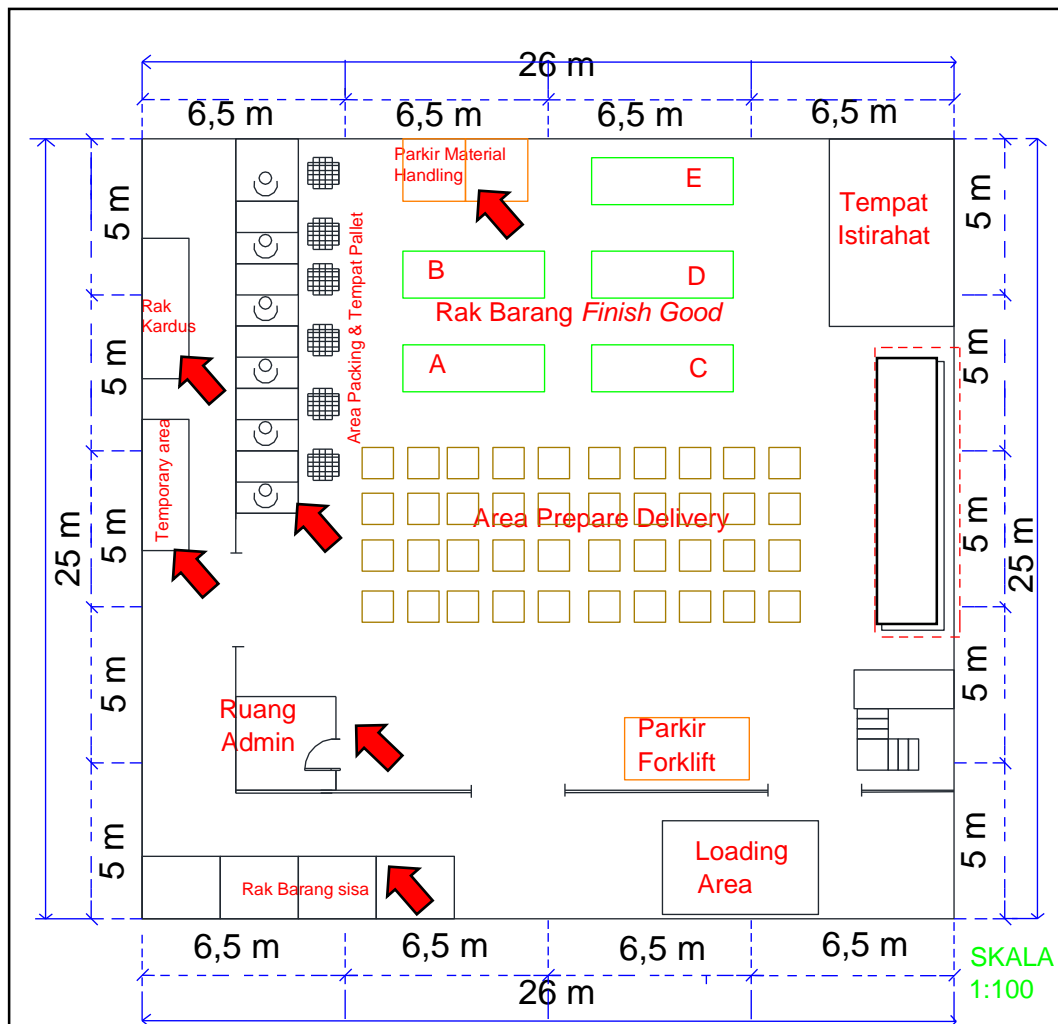 26 m
6,5 m
6,5 m
6,5 m
6,5 m
Parkir Material
Handling
E
Tempat
Istirahat
5 m
5 m
B
D
Rak
Kardus
Rak Barang Finish Good
Area Packing & Tempat Pallet
5 m
5 m
A
C
Temporary area
Area Prepare Delivery
25 m
5 m
5 m
25 m
5 m
5 m
Ruang
Admin
Parkir
Forklift
5 m
5 m
Loading
Area
Rak Barang sisa
6,5 m
6,5 m
6,5 m
6,5 m
26 m
SKALA
1:100